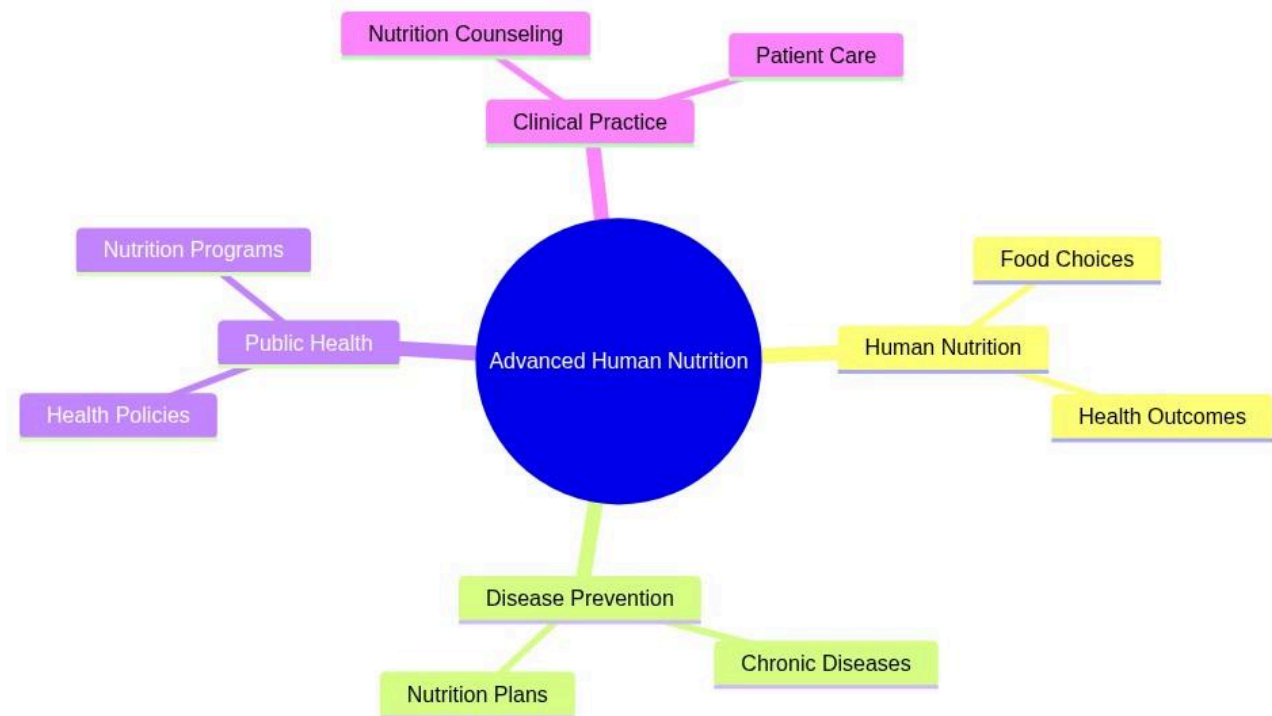 Nutrition Counseling
Patient Care
Clinical Practice
Nutrition Programs
Food Choices
Public Health
Human Nutrition
Advanced Human Nutrition
Health Policies
Health Outcomes
Disease Prevention
Chronic Diseases
Nutrition Plans